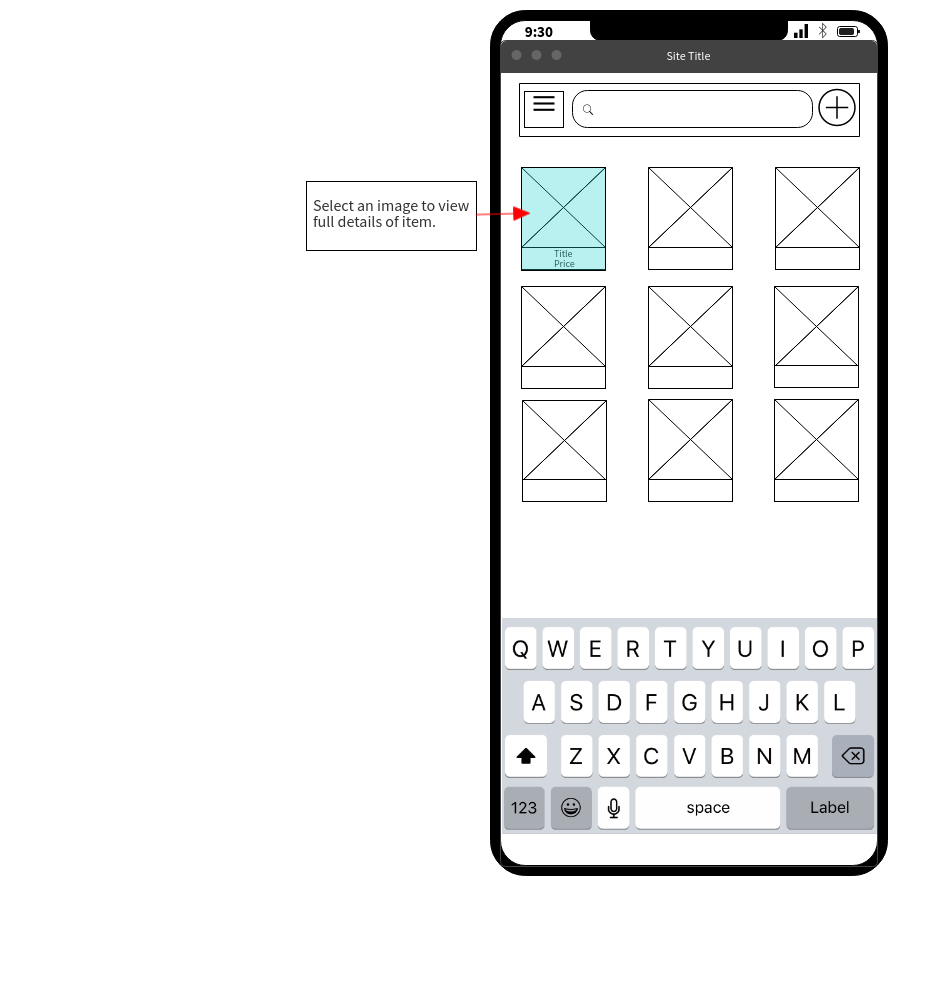 9:30
Site Title
Select an image to view
full details of item.
Title
Price
Q W E R T Y U I O P
A S D F G H J K L
Z X C V B N M
123 space Label